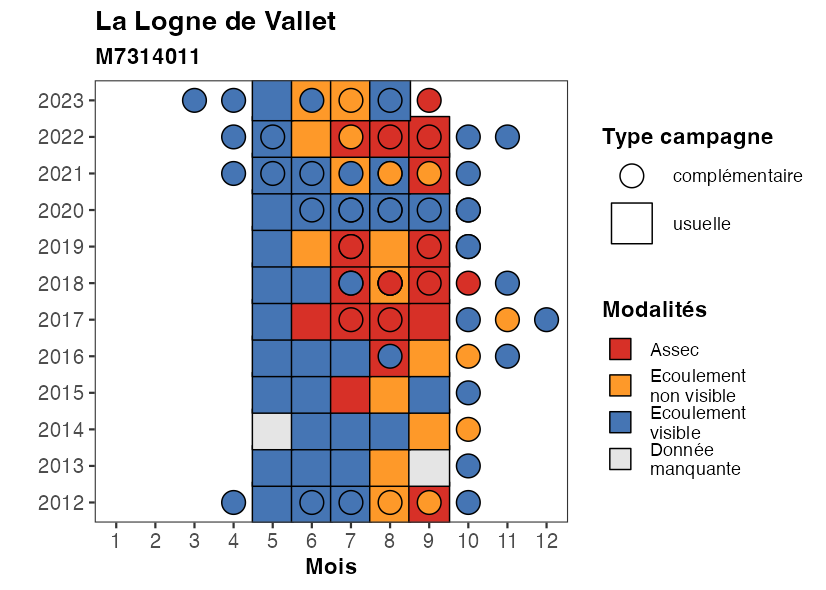 La Logne de Vallet
M7314011
2023
2022
2021
2020
2019
2018
2017
2016
2015
2014
2013
2012
1 2 3 4 5 6 7 8 9 10 11 12
Mois
Type campagne
complémentaire
usuelle
Modalités
Assec
Ecoulement
non visible
Ecoulement
visible
Donnée
manquante